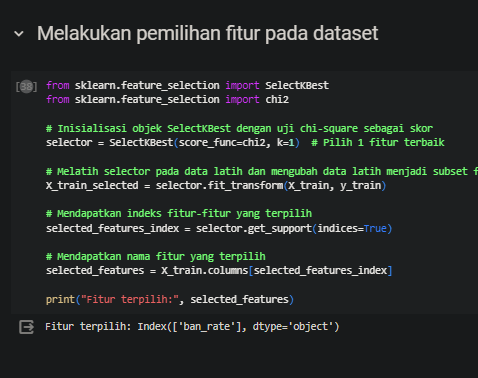 Melakukan pemilihan fitur pada dataset
[38]
from sklearn.feature_selection import SelectKBest
from sklearn.feature_selection import chi2
# Inisialisasi objek SelectKBest dengan uji chi-square sebagai skor
selector = SelectKBest(score_func=chi2, k=1)  # Pilih 1 fitur terbaik
# Melatih selector pada data latih dan mengubah data latih menjadi subset f
X_train_selected = selector.fit_transform(X_train, y_train)
# Mendapatkan indeks fitur-fitur yang terpilih
selected_features_index = selector.get_support(indices=True)
# Mendapatkan nama fitur yang terpilih
selected_features = X_train.columns[selected_features_index]
print("Fitur terpilih:", selected_features)
Fitur terpilih: Index(['ban_rate'], dtype='object')